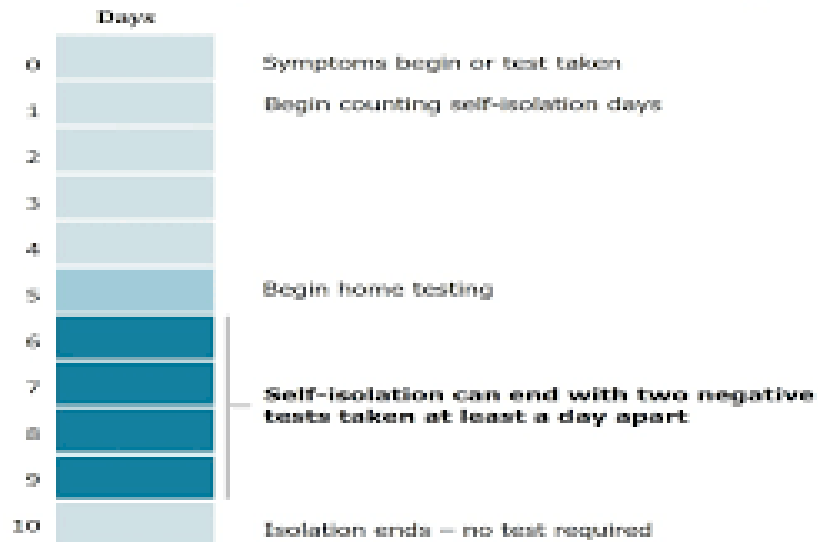 Days
0 Symptoms begin or test taken
1 Begin counting self-isolation days
2
3
4
5 Begin home testing
6
7
Self-isolation can end with two negative
tests taken at least a day apart
8
9
10 Isolation ends – no test required